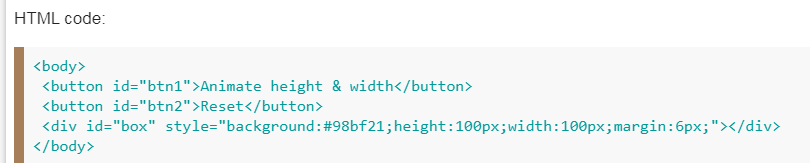 HTML code:
<body>
<button id="btn1">Animate height & width</button>
<button id="btn2">Reset</button>
<div id="box" style="background:#98bf21;height:100px;width:100px;margin:6px;"></div>
</body>